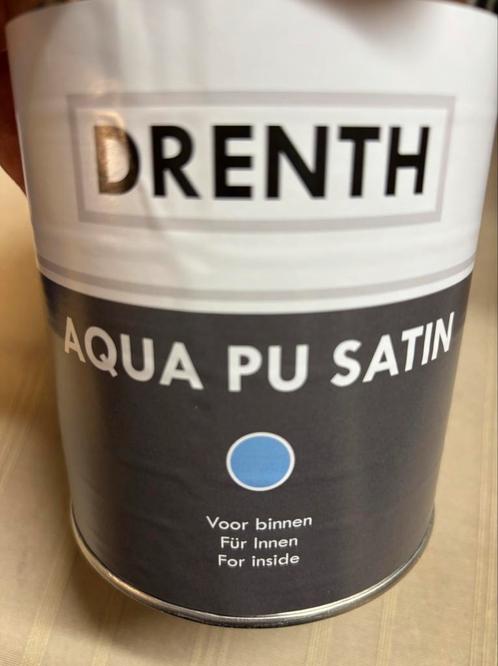 DRENTH
AQUA PU SATIN
Voor binnen
Für Innen
For inside